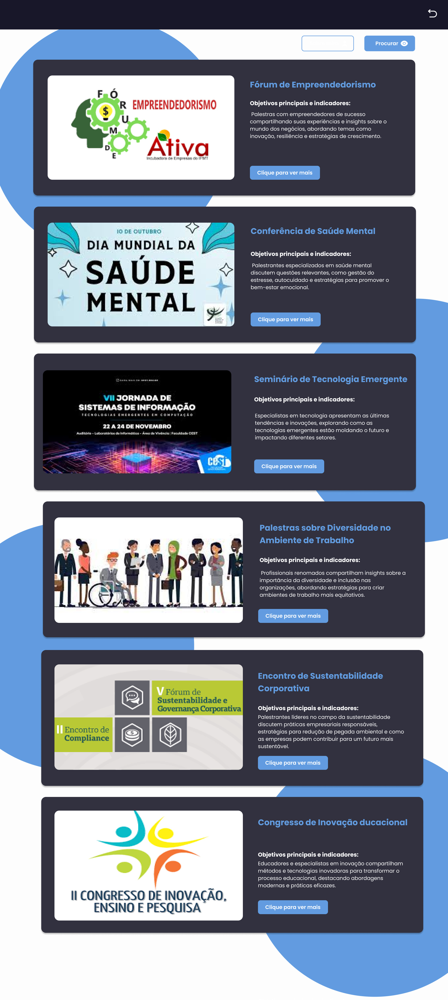 Procurar
FÓRUM DE
EMPREENDEDORISMO
$
Ativa
Incubadora de Empresas do IFMT
Fórum de Empreendedorismo
Objetivos principais e indicadores:
Palestras com empreendedores de sucesso
compartilhando suas experiências e insights sobre o
mundo dos negócios, abordando temas como
inovação, resiliência e estratégias de crescimento.
Clique para ver mais
10 DE OUTUBRO
DIA MUNDIAL DA
SAÚDE
MENTAL
Conferência de Saúde Mental
Objetivos principais e indicadores:
Palestrantes especializados em saúde mental
discutem questões relevantes, como gestão do
estresse, autocuidado e estratégias para promover o
bem-estar emocional.
Clique para ver mais
SAIBA MAIS EM: CEST.EDU.BR
VII JORNADA DE
SISTEMAS DE INFORMAÇÃO
TECNOLOGIAS EMERGENTES EM COMPUTAÇÃO
22 A 24 DE NOVEMBRO
Auditório - Laboratórios de Informática - Área de Vivência | Faculdade CEST
Seminário de Tecnologia Emergente
Objetivos principais e indicadores:
Especialistas em tecnologia apresentam as últimas
tendências e inovações, explorando como as
tecnologias emergentes estão moldando o futuro e
impactando diferentes setores.
Clique para ver mais
Palestras sobre Diversidade no
Ambiente de Trabalho
Objetivos principais e indicadores:
Profissionais renomados compartilham insights sobre a
importância da diversidade e inclusão nas
organizações, abordando estratégias para criar
ambientes de trabalho mais equitativos.
Clique para ver mais
V Fórum de
Sustentabilidade e
Governança Corporativa
II Encontro de
Compliance
Encontro de Sustentabilidade
Corporativa
Objetivos principais e indicadores:
Palestrantes líderes no campo da sustentabilidade
discutem práticas empresariais responsáveis,
estratégias para redução de pegada ambiental e como
as empresas podem contribuir para um futuro mais
sustentável.
Clique para ver mais
II CONGRESSO DE INOVAÇÃO,
ENSINO E PESQUISA
Congresso de Inovação ducacional
Objetivos principais e indicadores:
Educadores e especialistas em inovação compartilham
métodos e tecnologias inovadoras para transformar o
processo educacional, destacando abordagens
modernas e práticas eficazes.
Clique para ver mais